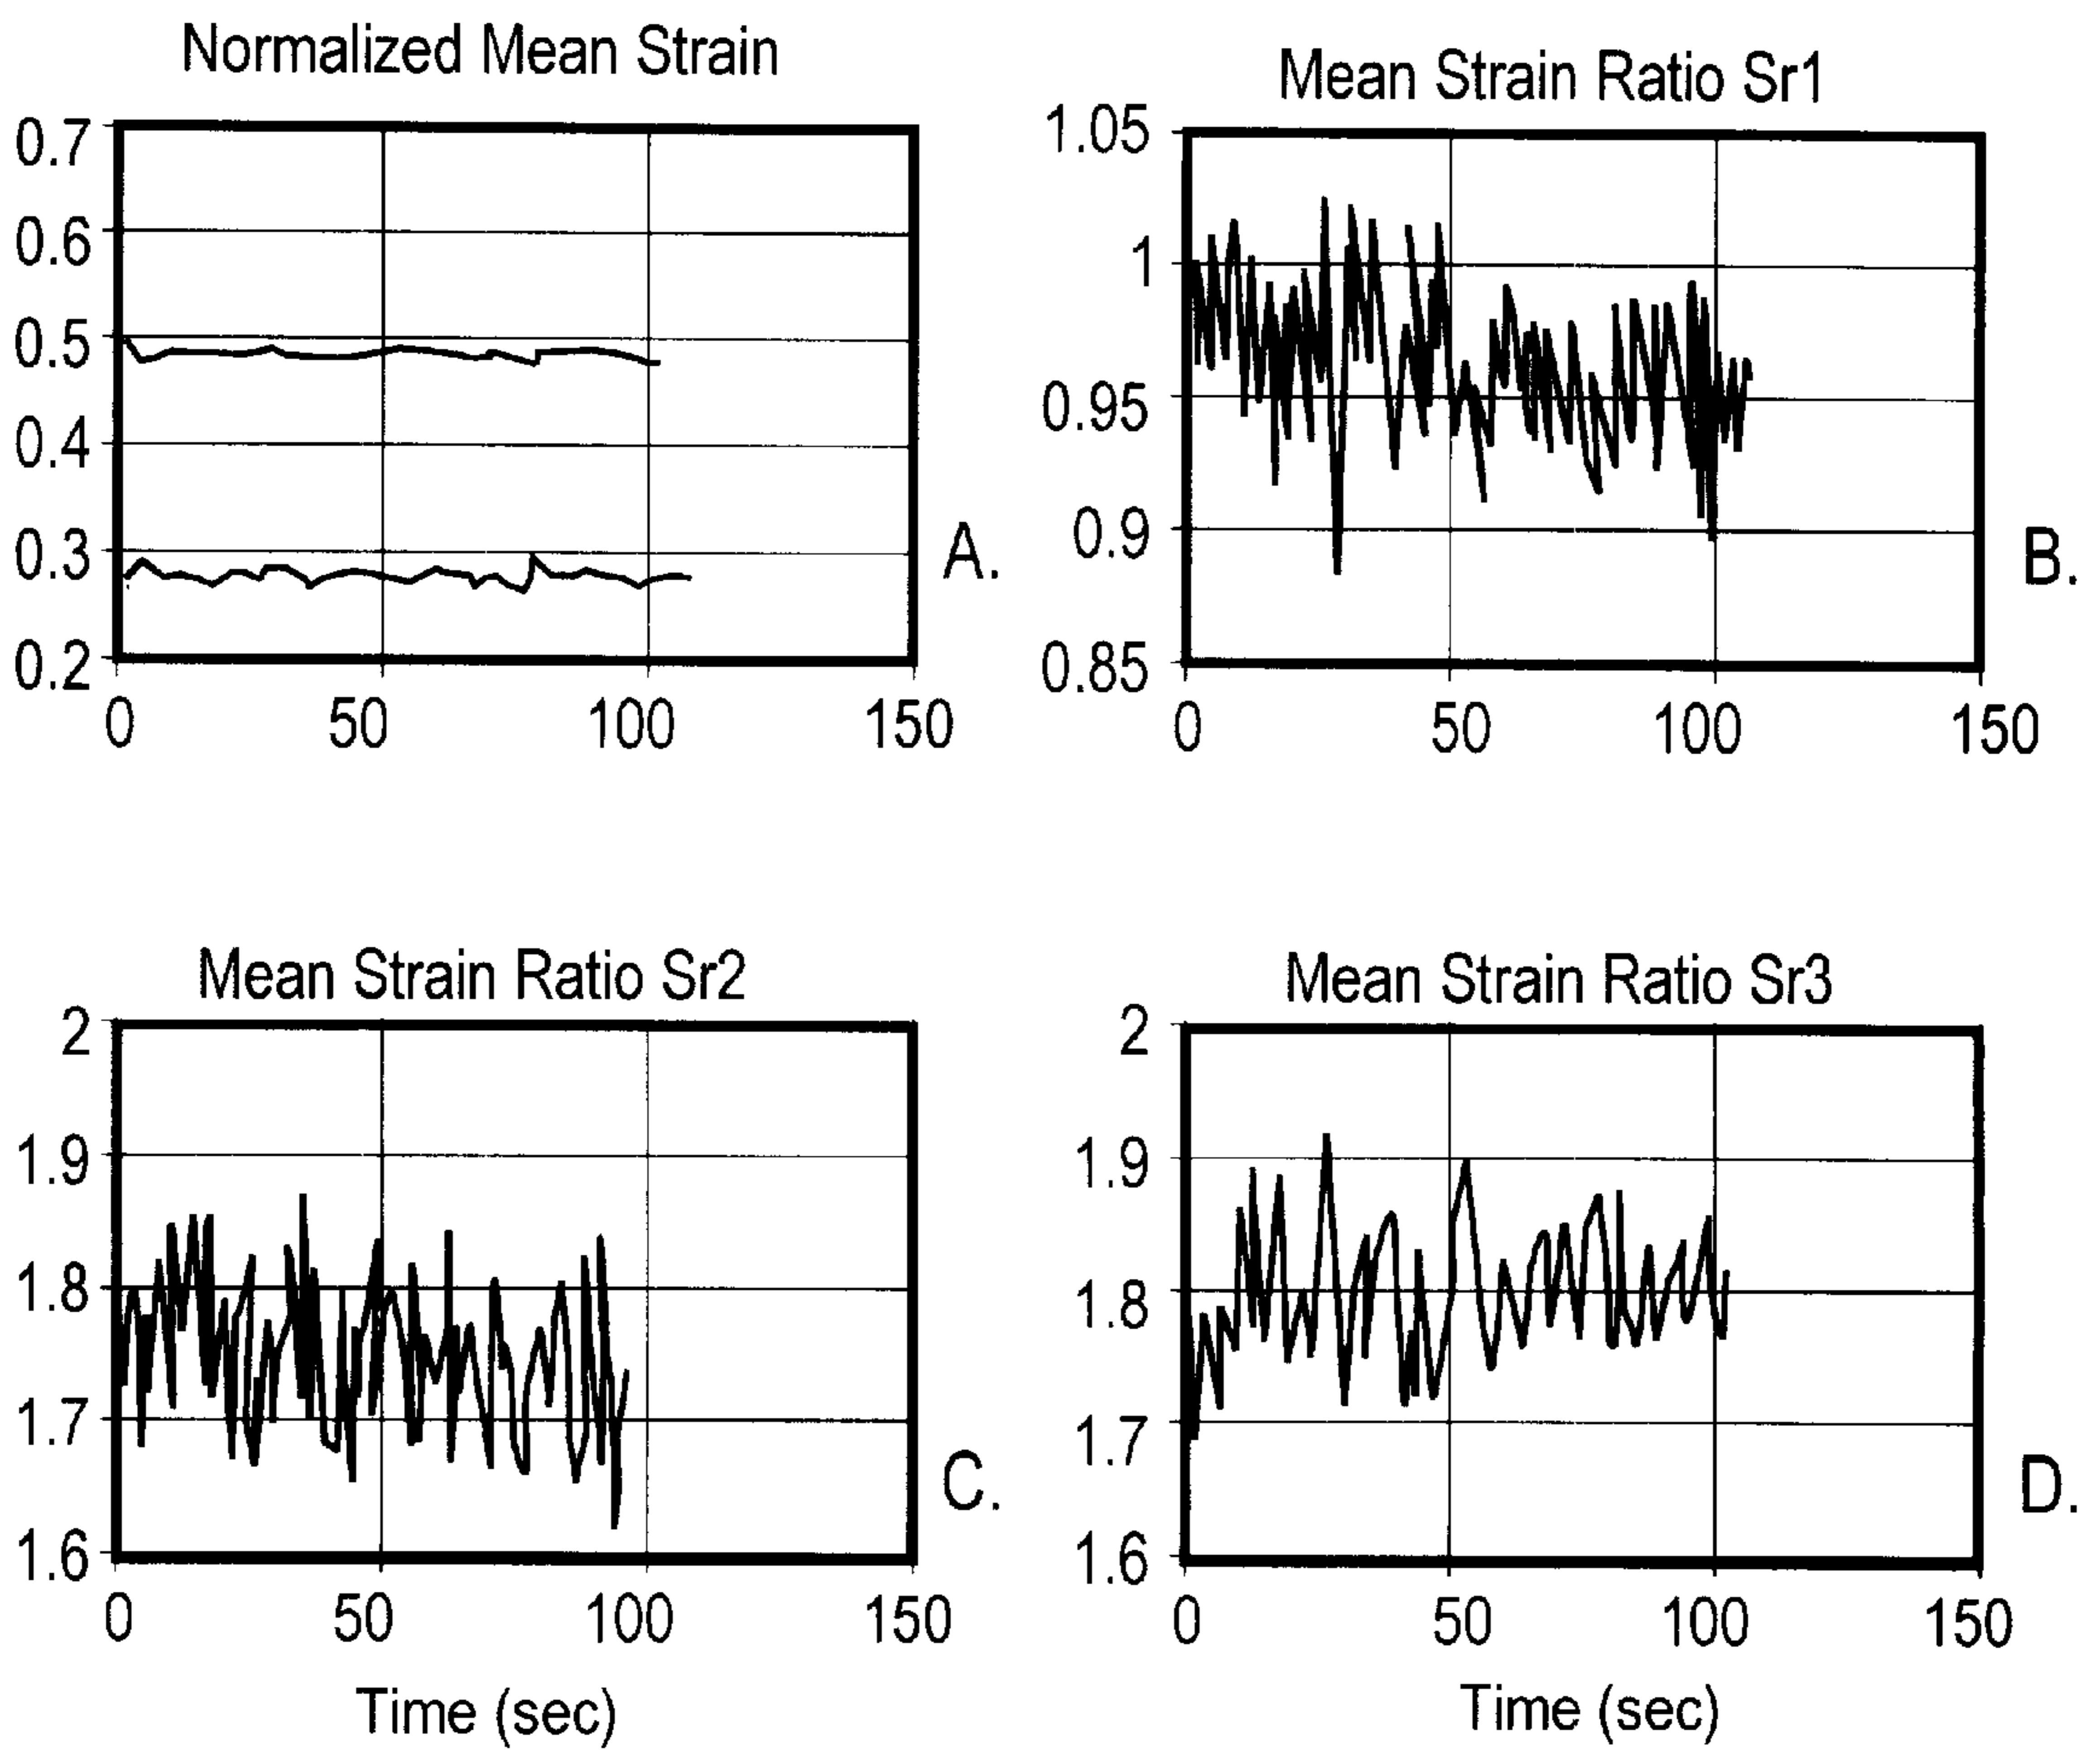 Normalized Mean Strain
0.7
0.6
0.5
0.4
0.3
0.2
0 50 100 150
A.
Mean Strain Ratio Sr1
1.05
1
0.95
0.9
0.85
0 50 100 150
B.
Mean Strain Ratio Sr2
2
1.9
1.8
1.7
1.6
0 50 100 150
Time (sec)
C.
Mean Strain Ratio Sr3
2
1.9
1.8
1.7
1.6
0 50 100 150
Time (sec)
D.